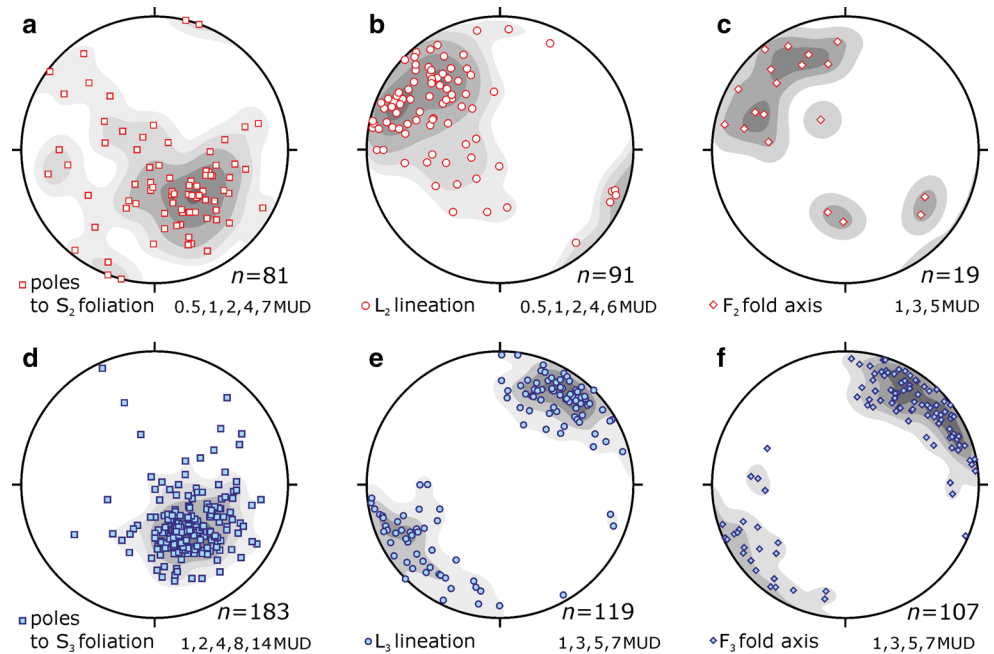 a
b
c
n=81
n=91
n=19
poles
to S₂ foliation
0.5,1,2,4,7MUD
L₂ lineation
0.5,1,2,4,6MUD
F₂ fold axis
1,3,5MUD
d
e
f
n=183
n=119
n=107
poles
to S₃ foliation
1,2,4,8,14MUD
L₃ lineation
1,3,5,7MUD
F₃ fold axis
1,3,5,7MUD